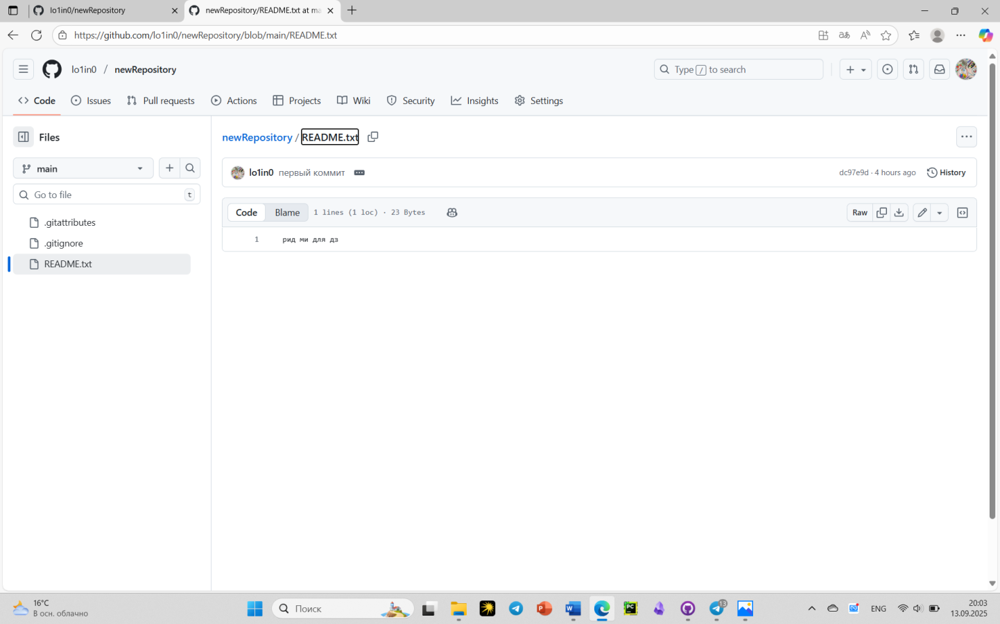 lo1in0/newRepository
newRepository/README.txt at ma
https://github.com/lo1in0/newRepository/blob/main/README.txt
lo1in0 / newRepository
Type / to search
Code
Issues
Pull requests
Actions
Projects
Wiki
Security
Insights
Settings
Files
main
Go to file
t
.gitattributes
.gitignore
README.txt
newRepository / README.txt
lo1in0 первый коммит
dc97e9d · 4 hours ago
History
Code
Blame
1 lines (1 loc) · 23 Bytes
Raw
1 рид ми для дз
16°C
В осн. облачно
Поиск
13
ENG
20:03
13.09.2025